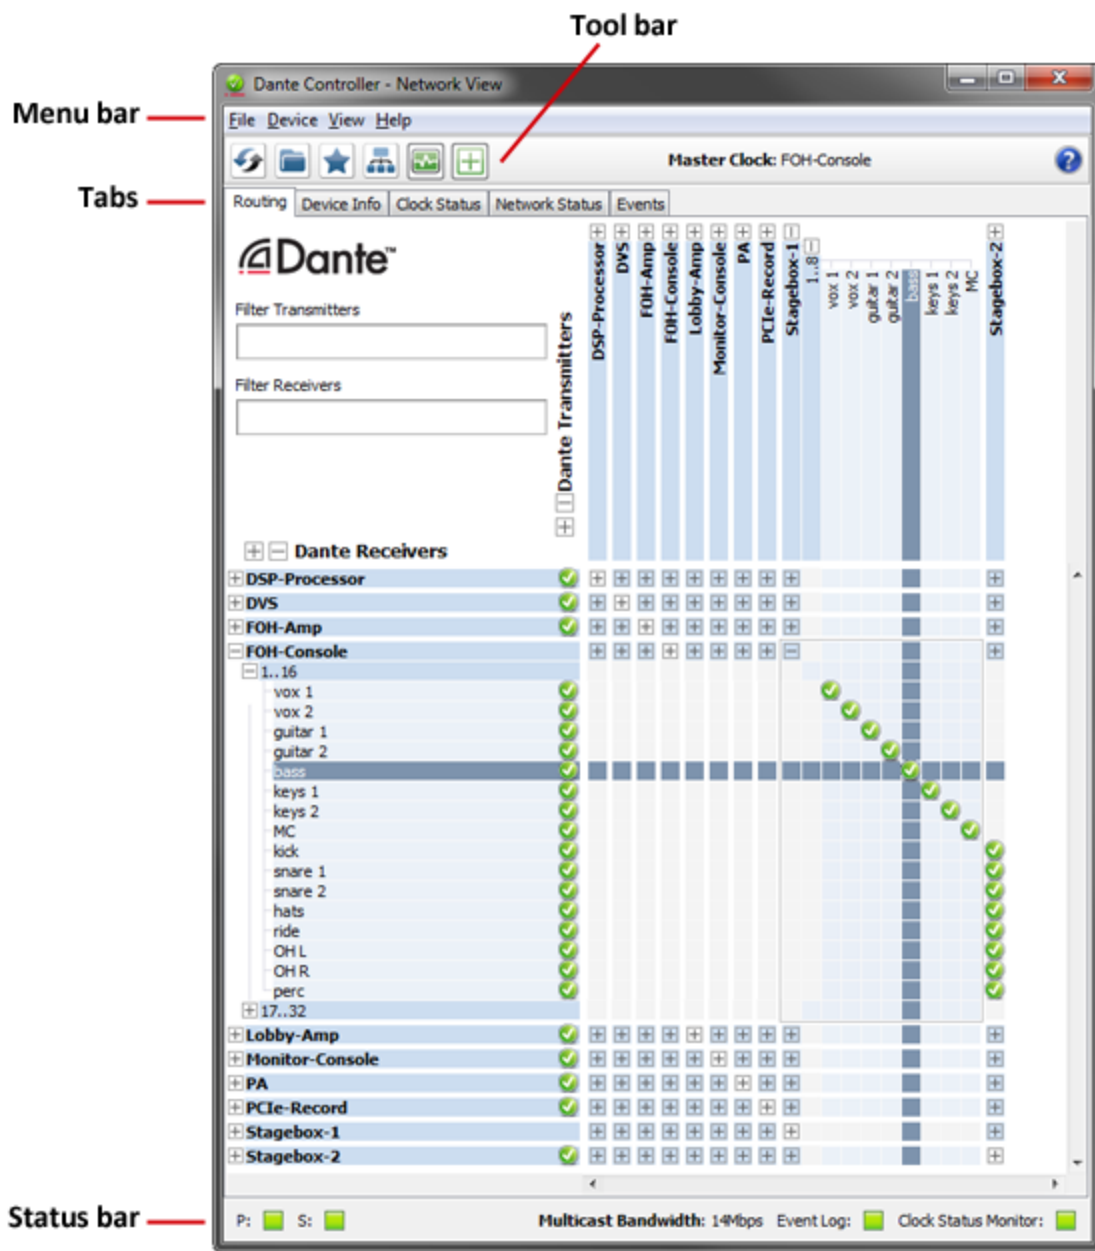 Tool bar
Dante Controller - Network View
Menu bar
File Device View Help
Master Clock: FOH-Console
Tabs
Routing Device Info Clock Status Network Status Events
Dante™
Filter Transmitters
Filter Receivers
Dante Transmitters
DSP-Processor
DVS
FOH-Amp
FOH-Console
Lobby-Amp
Monitor-Console
PA
PCIe-Record
Stagebox-1
1..8
vox 1
vox 2
guitar 1
guitar 2
bass
keys 1
keys 2
MC
Stagebox-2
Dante Receivers
DSP-Processor
DVS
FOH-Amp
FOH-Console
1..16
vox 1
vox 2
guitar 1
guitar 2
bass
keys 1
keys 2
MC
kick
snare 1
snare 2
hats
ride
OH L
OH R
perc
17..32
Lobby-Amp
Monitor-Console
PA
PCIe-Record
Stagebox-1
Stagebox-2
Status bar
P: S: Multicast Bandwidth: 14Mbps Event Log: Clock Status Monitor: